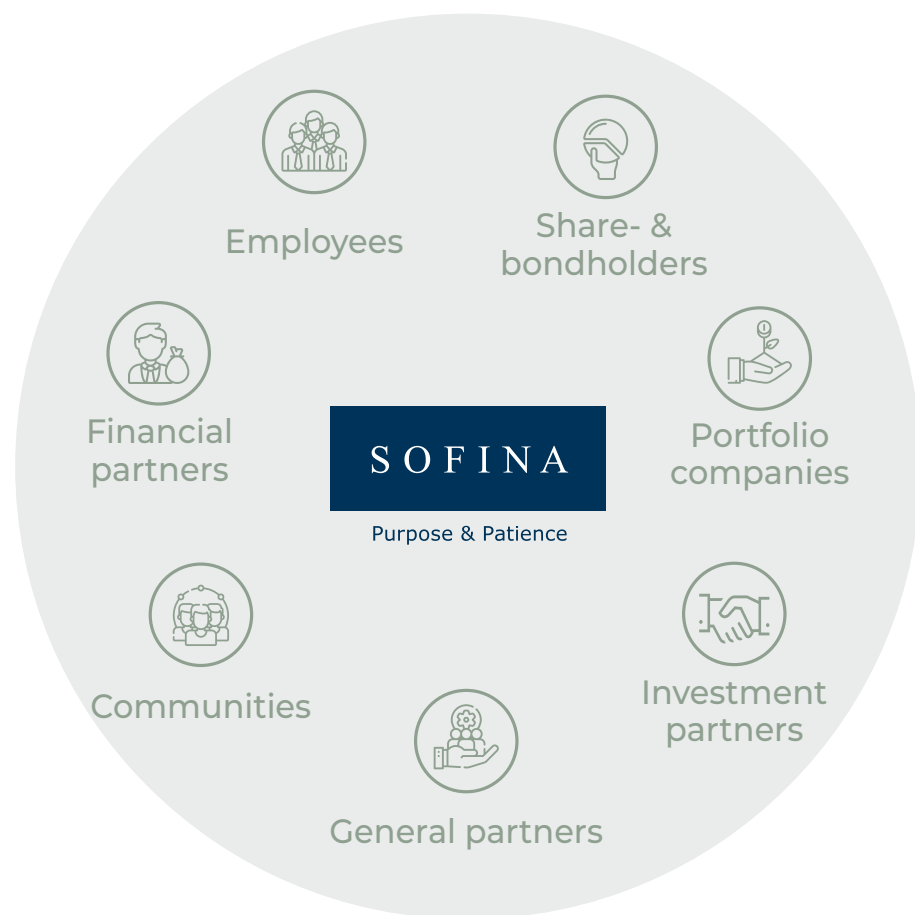 Employees
Share- &
bondholders
Financial
partners
Portfolio
companies
SOFINA
Purpose & Patience
Communities
Investment
partners
General partners